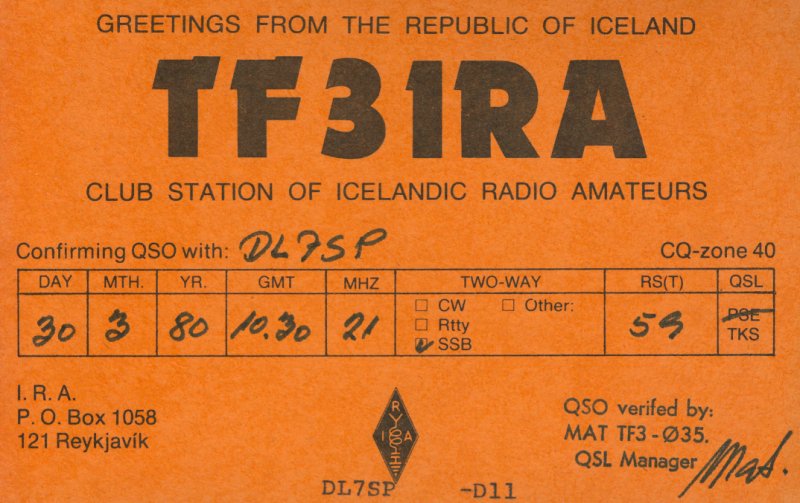 GREETINGS FROM THE REPUBLIC OF ICELAND
TF3IRA
CLUB STATION OF ICELANDIC RADIO AMATEURS
Confirming QSO with: DL7SP CQ-zone 40
DAY MTH. YR. GMT MHZ TWO-WAY RS(T) QSL
☐ CW ☐ Other: PSE
☐ Rtty TKS
30 3 80 10.30 21 59
☑ SSB
I. R. A.
P. O. Box 1058
121 Reykjavík
R
Y
I A
QSO verifed by:
MAT TF3 - Ø35.
QSL Manager Mat.
DL7SP -D11